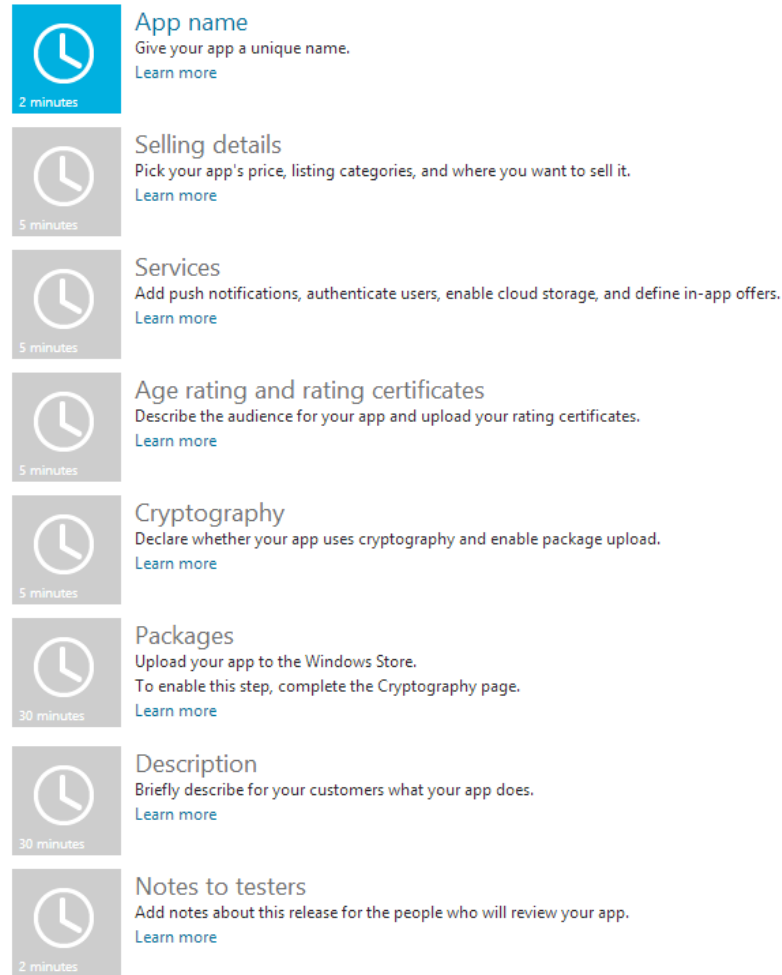 App name
Give your app a unique name.
Learn more
2 minutes
Selling details
Pick your app's price, listing categories, and where you want to sell it.
Learn more
5 minutes
Services
Add push notifications, authenticate users, enable cloud storage, and define in-app offers.
Learn more
5 minutes
Age rating and rating certificates
Describe the audience for your app and upload your rating certificates.
Learn more
5 minutes
Cryptography
Declare whether your app uses cryptography and enable package upload.
Learn more
5 minutes
Packages
Upload your app to the Windows Store.
To enable this step, complete the Cryptography page.
Learn more
30 minutes
Description
Briefly describe for your customers what your app does.
Learn more
30 minutes
Notes to testers
Add notes about this release for the people who will review your app.
Learn more
2 minutes